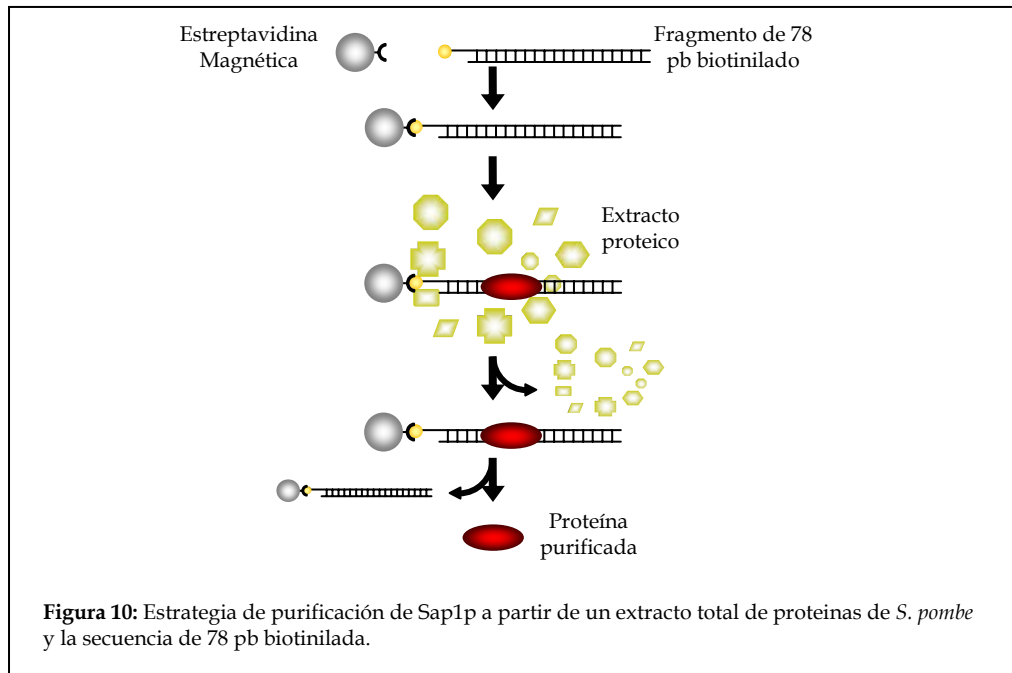 Estreptavidina
Magnética
Fragmento de 78
pb biotinilado
Extracto
proteico
Proteína
purificada
Figura 10: Estrategia de purificación de Sap1p a partir de un extracto total de proteinas de S. pombe
y la secuencia de 78 pb biotinilada.